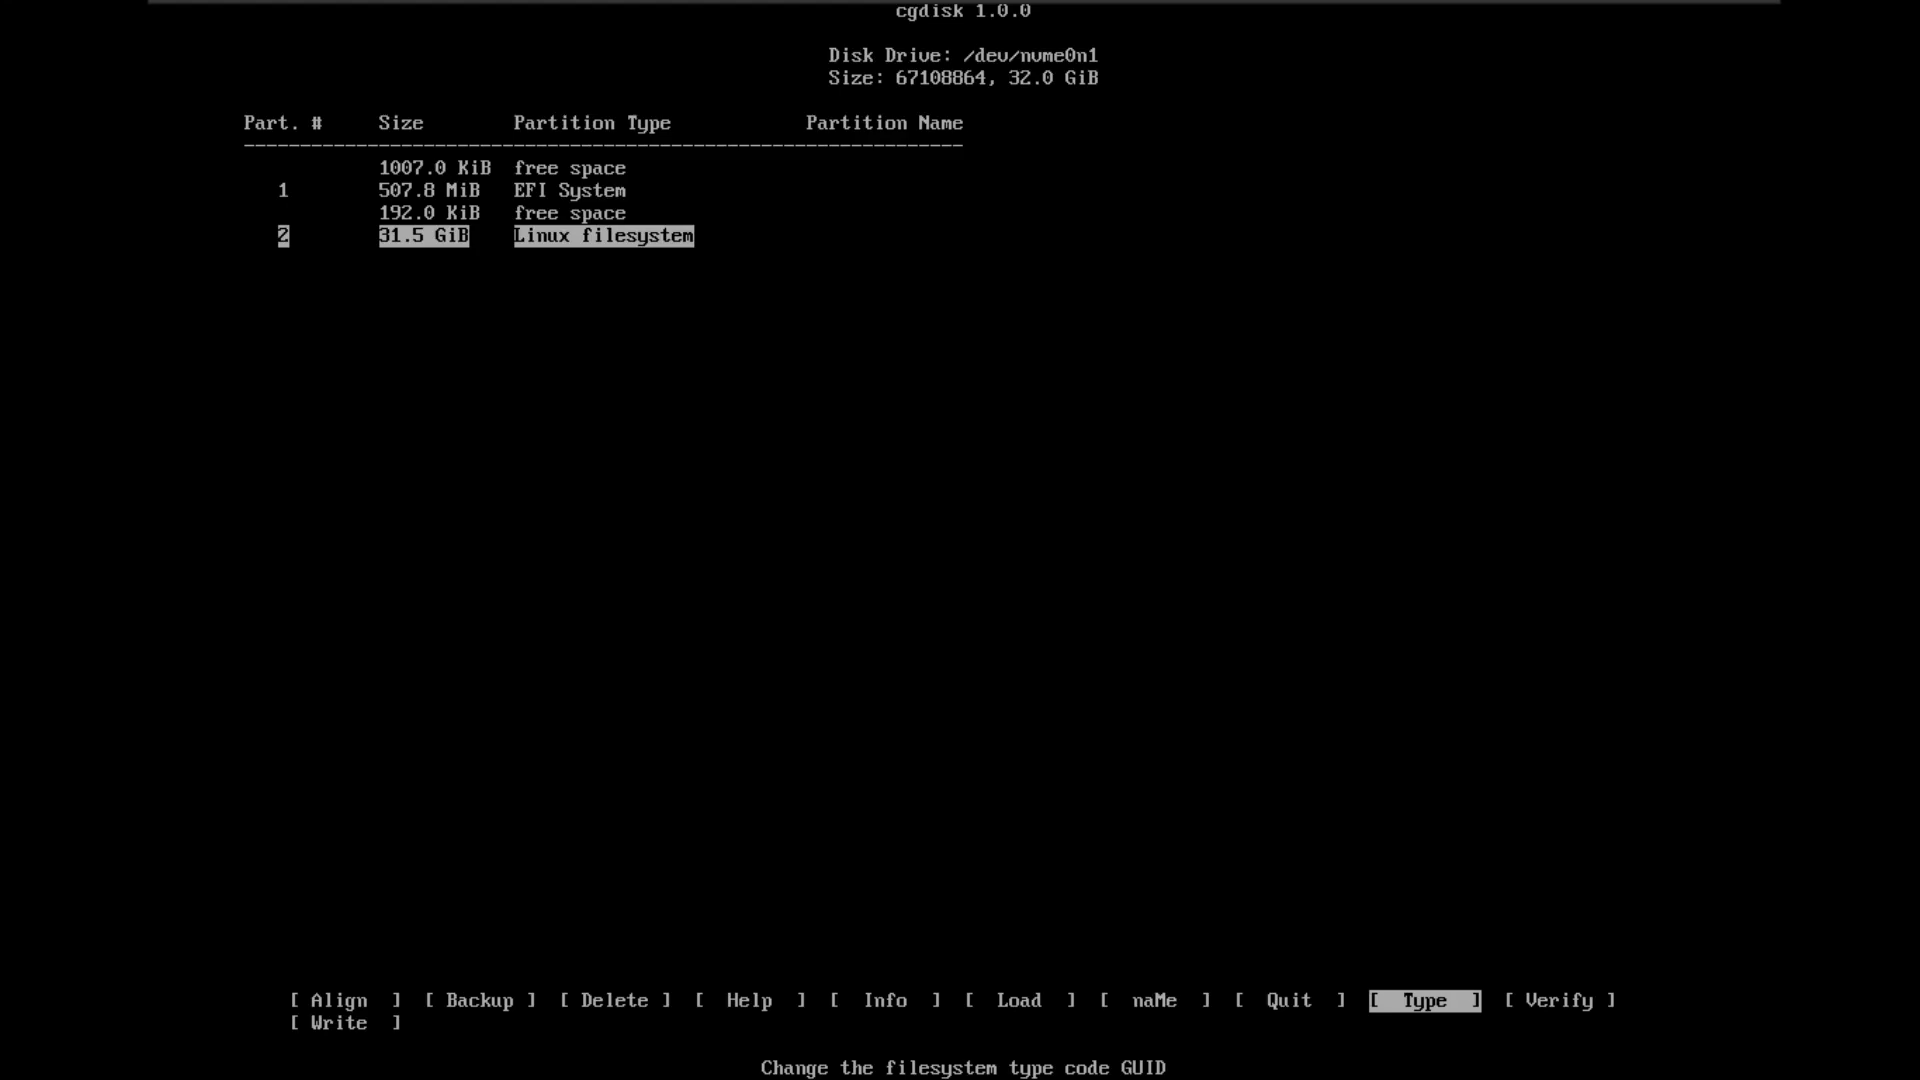 cgdisk 1.0.0
Disk Drive: /dev/nvme0n1
Size: 67108864, 32.0 GiB
Part. #     Size        Partition Type            Partition Name
----------------------------------------------------------------
            1007.0 KiB  free space
   1        507.8 MiB   EFI System
            192.0 KiB   free space
   2        31.5 GiB    Linux filesystem
[ Align  ]  [ Backup ]  [ Delete ]  [  Help  ]  [  Info  ]  [  Load  ]  [  naMe  ]  [  Quit  ]  [  Type  ]  [ Verify ]
[ Write  ]
Change the filesystem type code GUID